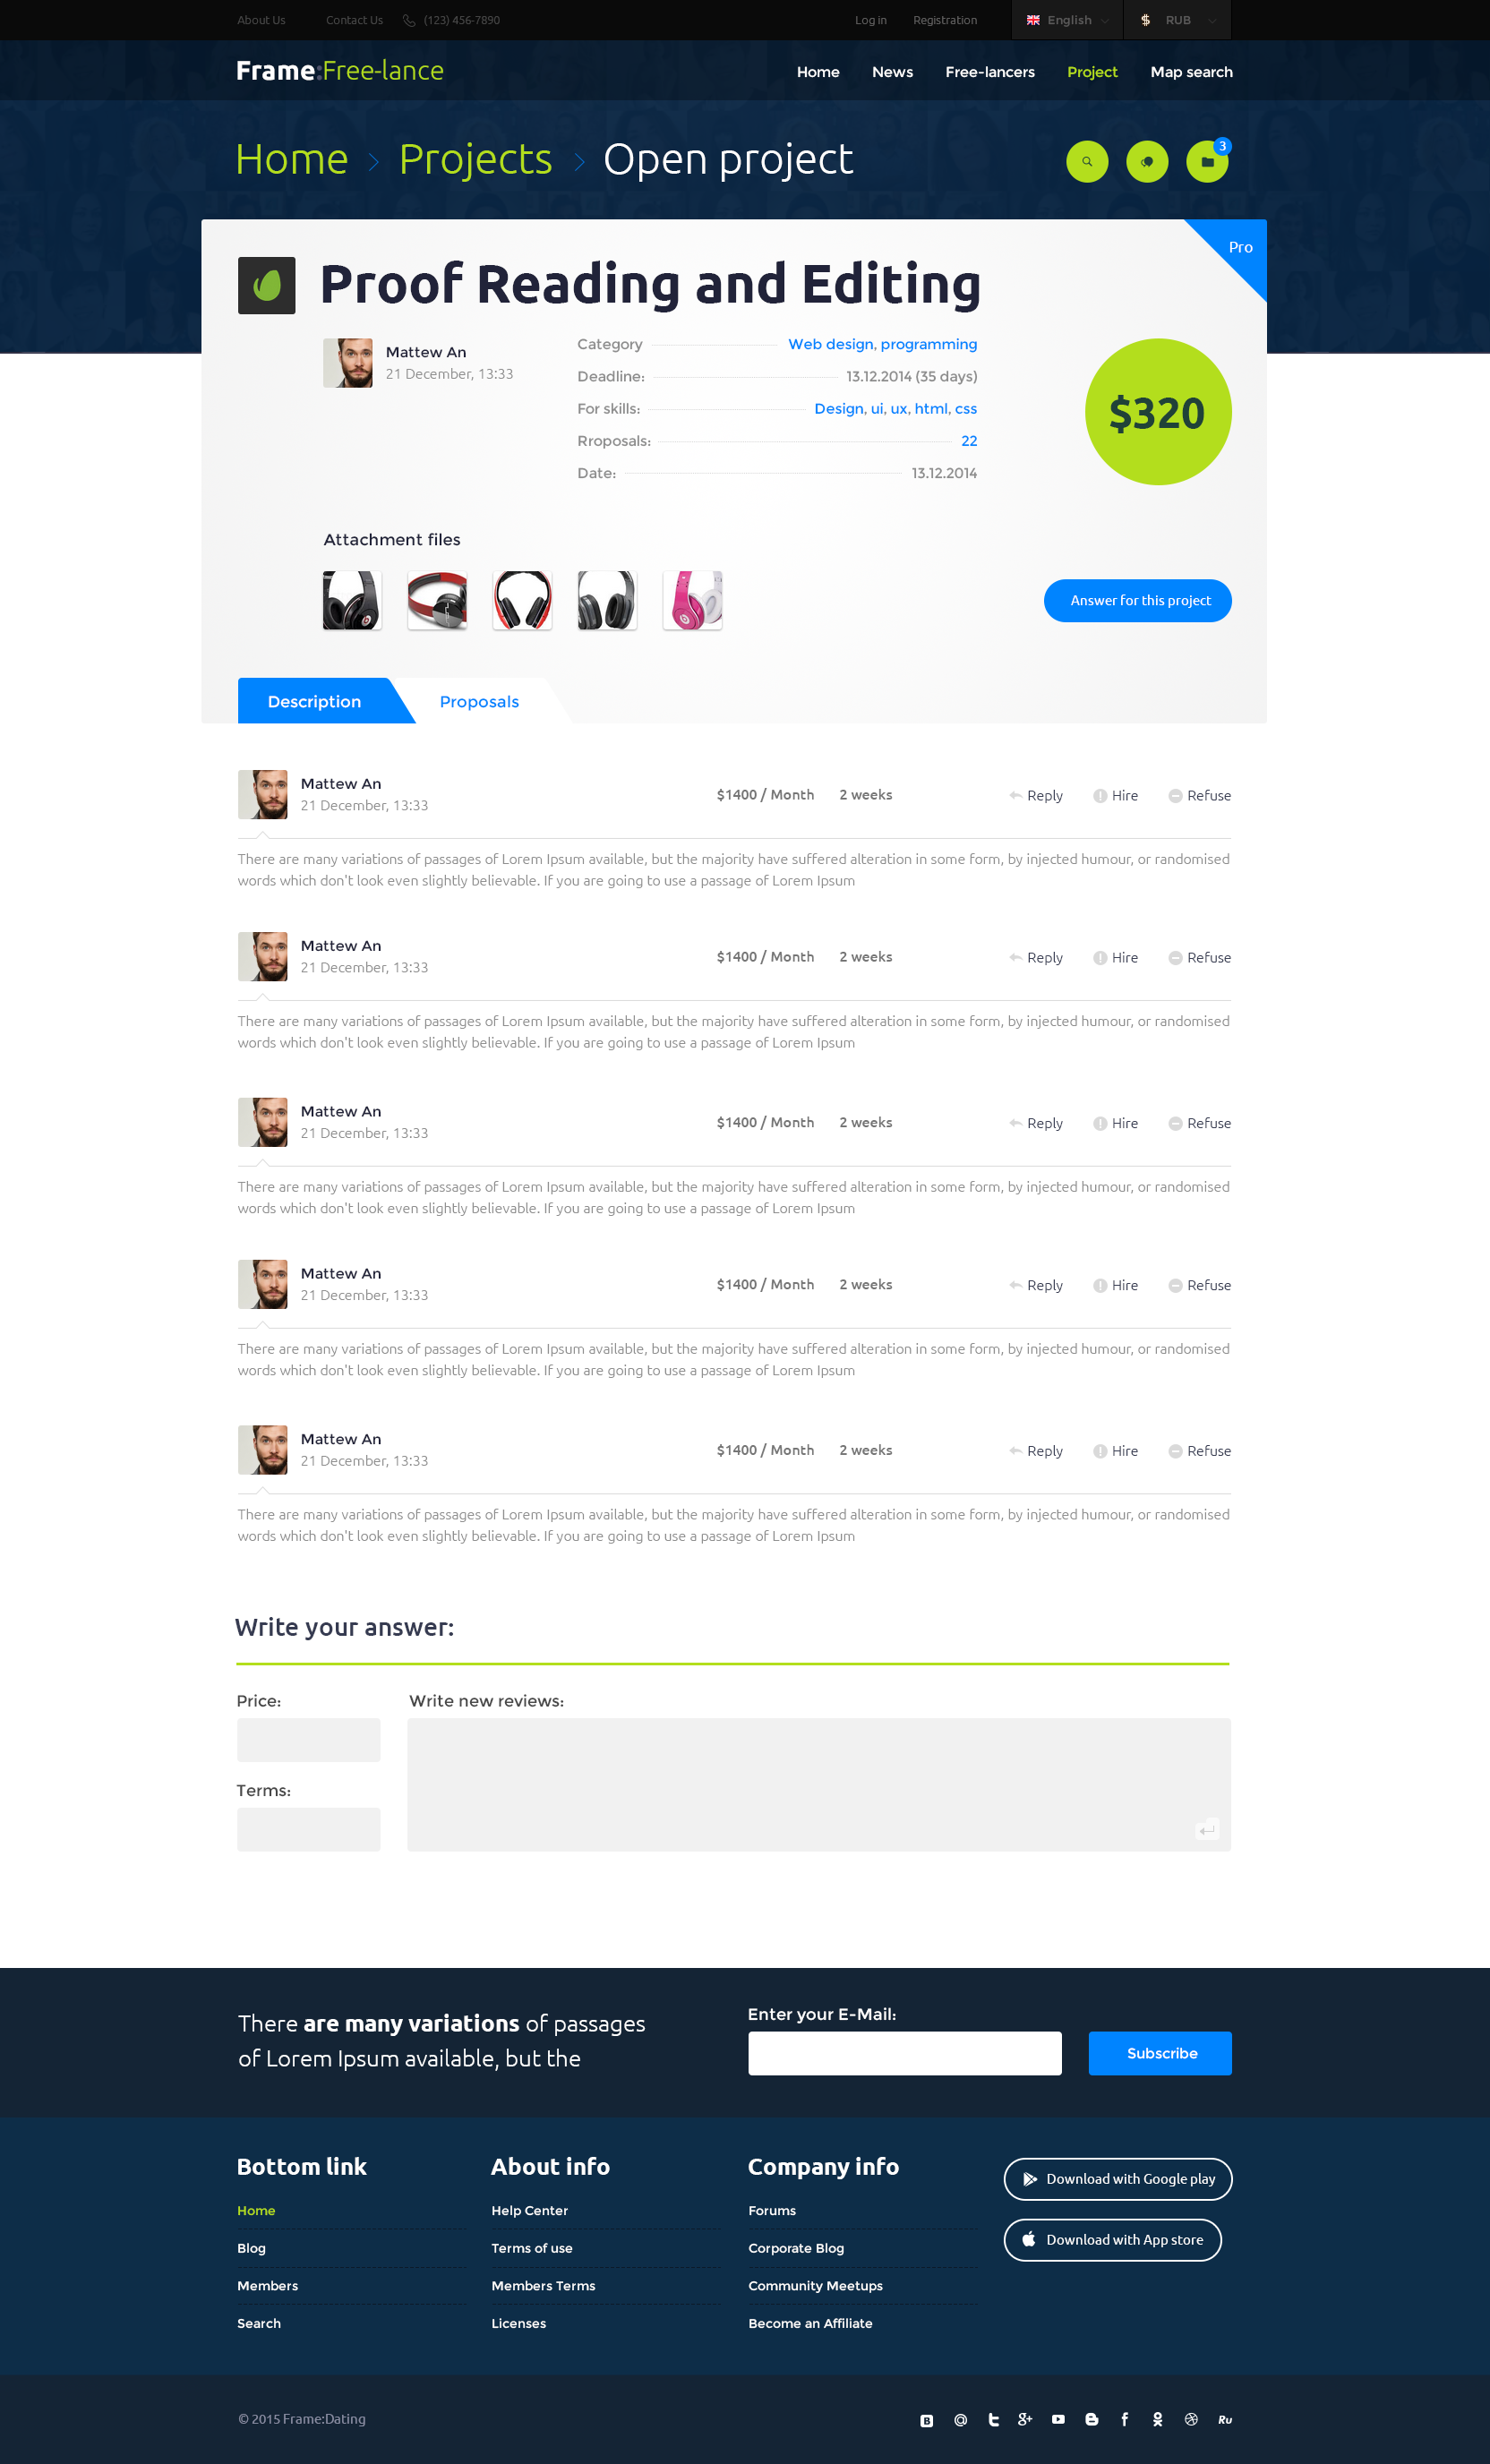 About Us Contact Us (123) 456-7890 Log in Registration English $ RUB
Frame:Free-lance Home News Free-lancers Project Map search
Home Projects Open project 3
Pro
Proof Reading and Editing
Mattew An
21 December, 13:33
Category Web design, programming
Deadline: 13.12.2014 (35 days)
For skills: Design, ui, ux, html, css
Rroposals: 22
Date: 13.12.2014
$320
Attachment files
Answer for this project
Description Proposals
Mattew An
21 December, 13:33
$1400 / Month 2 weeks Reply Hire Refuse
There are many variations of passages of Lorem Ipsum available, but the majority have suffered alteration in some form, by injected humour, or randomised
words which don't look even slightly believable. If you are going to use a passage of Lorem Ipsum
Mattew An
21 December, 13:33
$1400 / Month 2 weeks Reply Hire Refuse
There are many variations of passages of Lorem Ipsum available, but the majority have suffered alteration in some form, by injected humour, or randomised
words which don't look even slightly believable. If you are going to use a passage of Lorem Ipsum
Mattew An
21 December, 13:33
$1400 / Month 2 weeks Reply Hire Refuse
There are many variations of passages of Lorem Ipsum available, but the majority have suffered alteration in some form, by injected humour, or randomised
words which don't look even slightly believable. If you are going to use a passage of Lorem Ipsum
Mattew An
21 December, 13:33
$1400 / Month 2 weeks Reply Hire Refuse
There are many variations of passages of Lorem Ipsum available, but the majority have suffered alteration in some form, by injected humour, or randomised
words which don't look even slightly believable. If you are going to use a passage of Lorem Ipsum
Mattew An
21 December, 13:33
$1400 / Month 2 weeks Reply Hire Refuse
There are many variations of passages of Lorem Ipsum available, but the majority have suffered alteration in some form, by injected humour, or randomised
words which don't look even slightly believable. If you are going to use a passage of Lorem Ipsum
Write your answer:
Price:
Terms:
Write new reviews:
There are many variations of passages
of Lorem Ipsum available, but the
Enter your E-Mail:
Subscribe
Bottom link
Home
Blog
Members
Search
About info
Help Center
Terms of use
Members Terms
Licenses
Company info
Forums
Corporate Blog
Community Meetups
Become an Affiliate
Download with Google play
Download with App store
© 2015 Frame:Dating
Ru